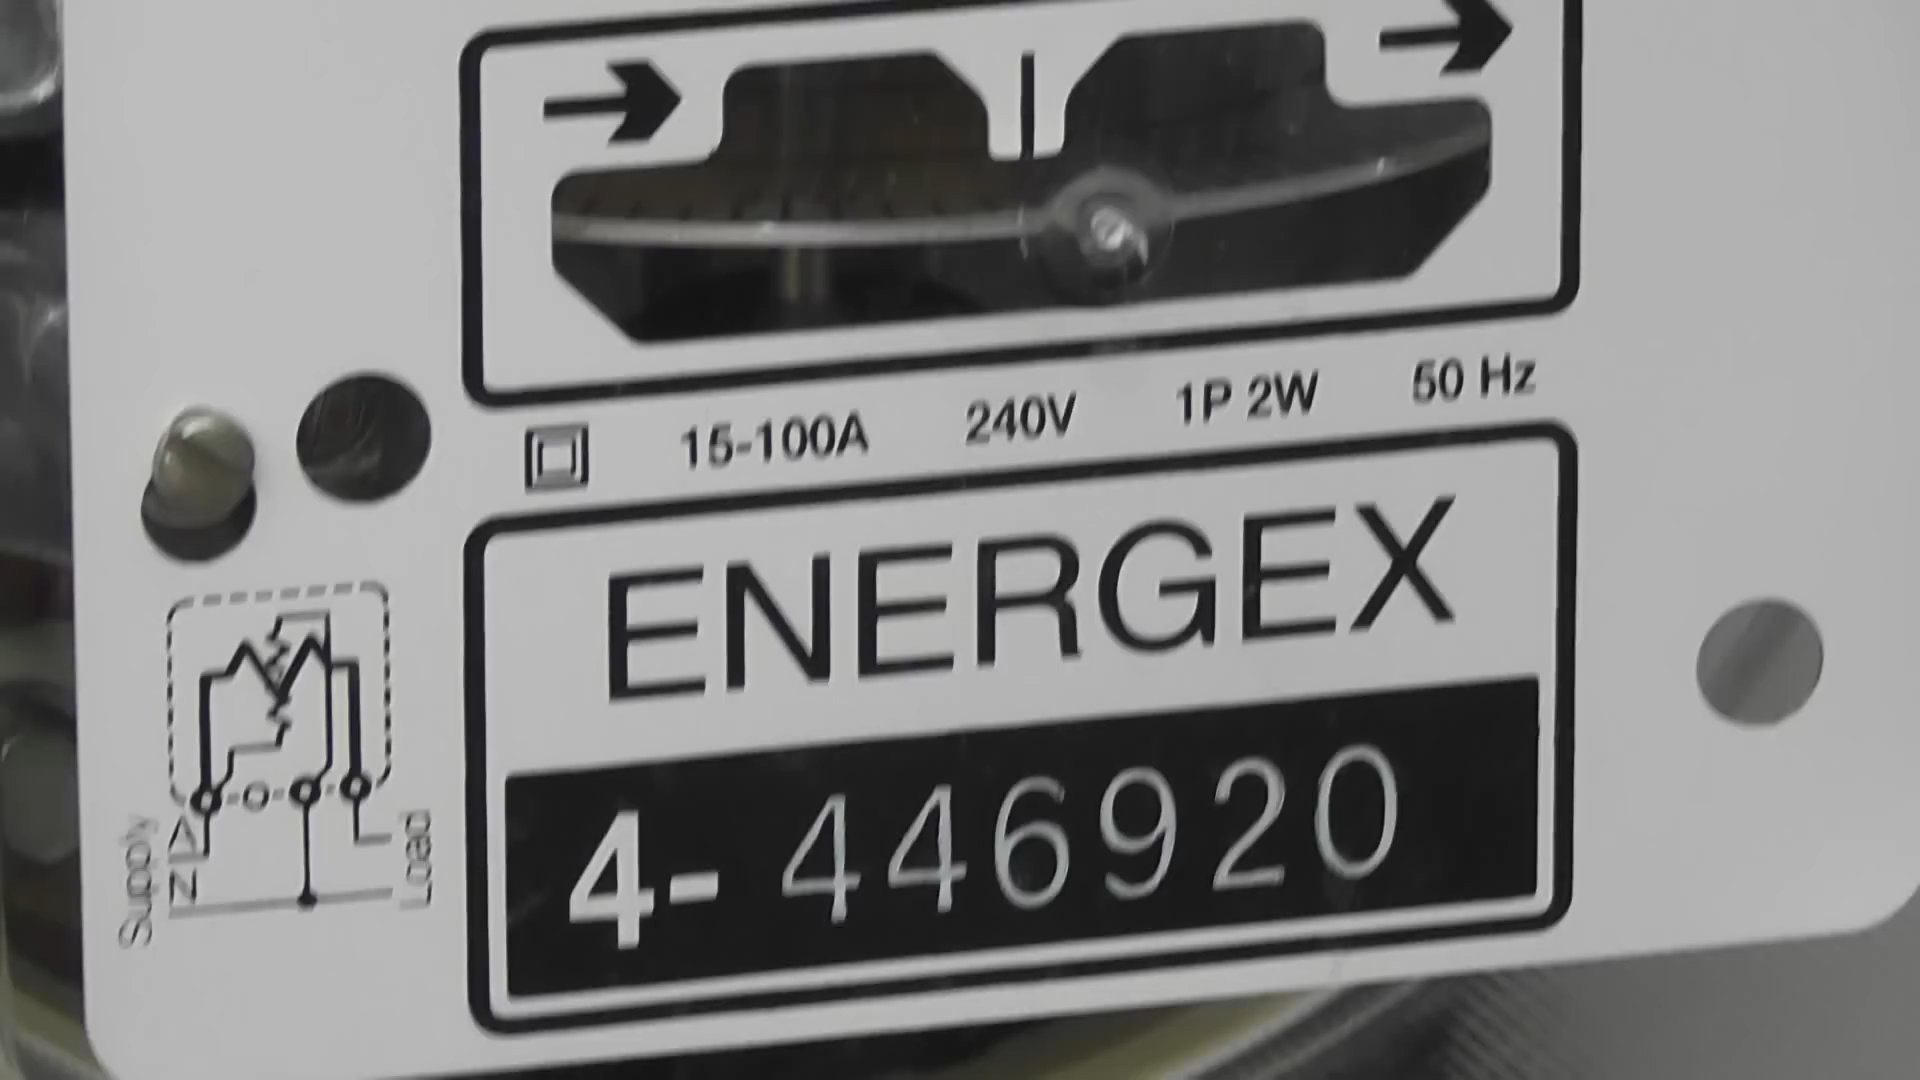 15-100A 240V 1P 2W 50 Hz
ENERGEX
4- 446920
Supply
A
N
Load